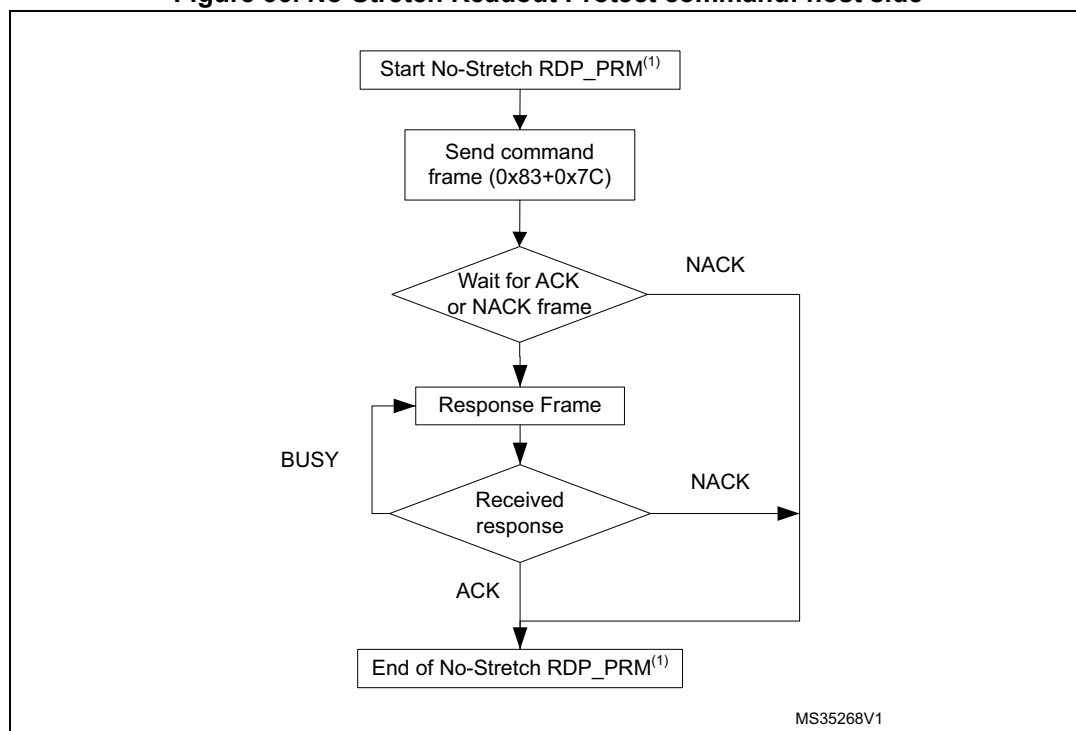 Start No-Stretch RDP_PRM(1)
Send command
frame (0x83+0x7C)
NACK
Wait for ACK
or NACK frame
Response Frame
BUSY
NACK
Received
response
ACK
End of No-Stretch RDP_PRM(1)
MS35268V1